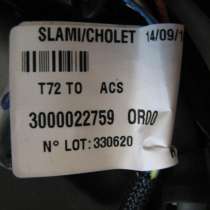 SLAMI/CHOLET 14/09/1
T72 TO ACS
3000022759 ORDO
N° LOT:330620